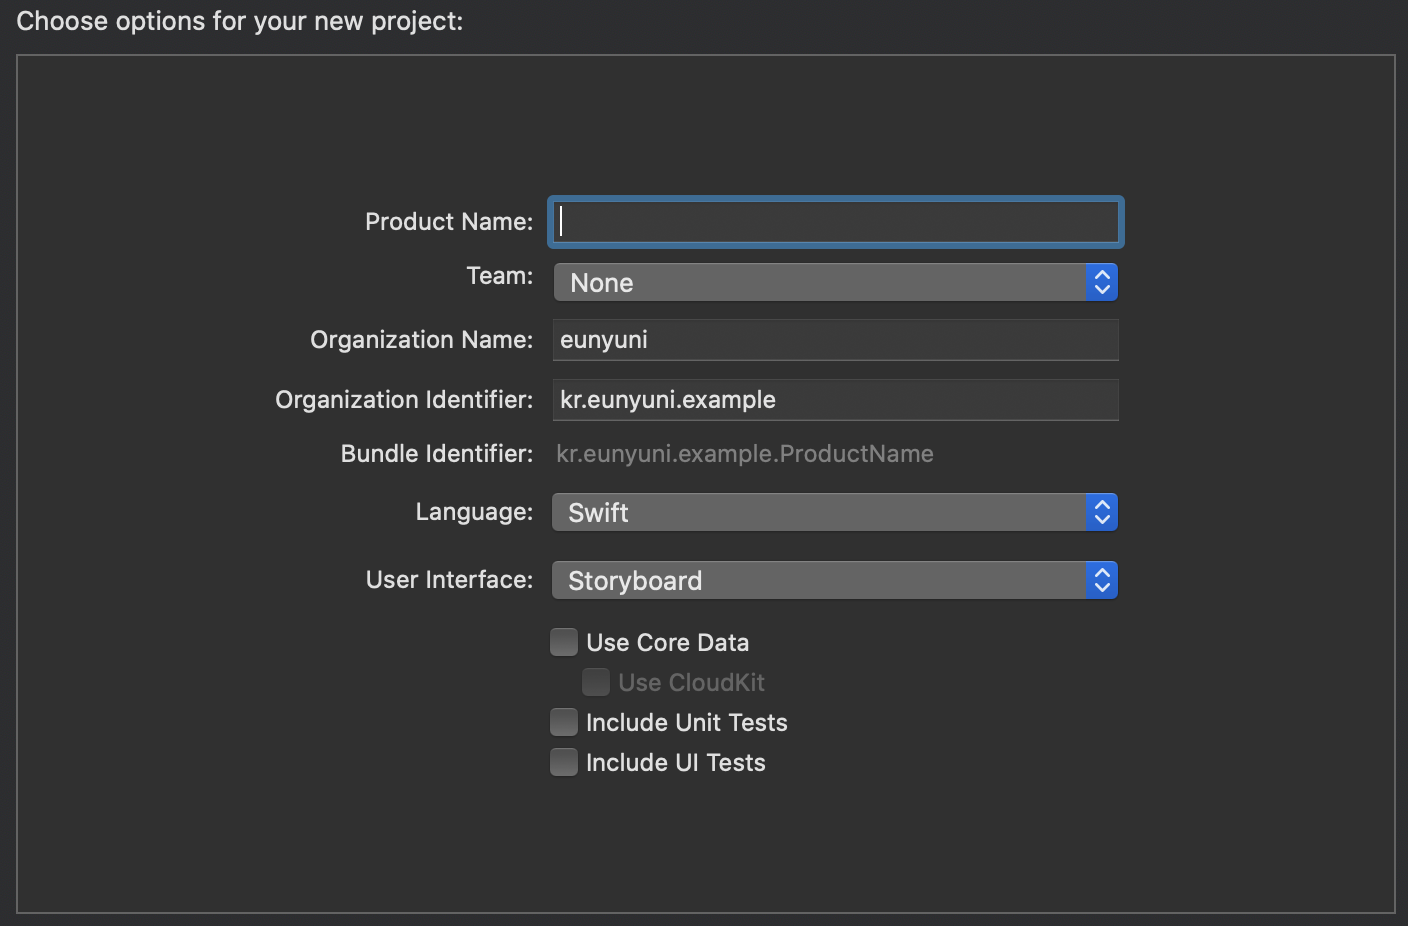 Choose options for your new project:
Product Name:
Team: None
Organization Name: eunyuni
Organization Identifier: kr.eunyuni.example
Bundle Identifier: kr.eunyuni.example.ProductName
Language: Swift
User Interface: Storyboard
Use Core Data
Use CloudKit
Include Unit Tests
Include UI Tests